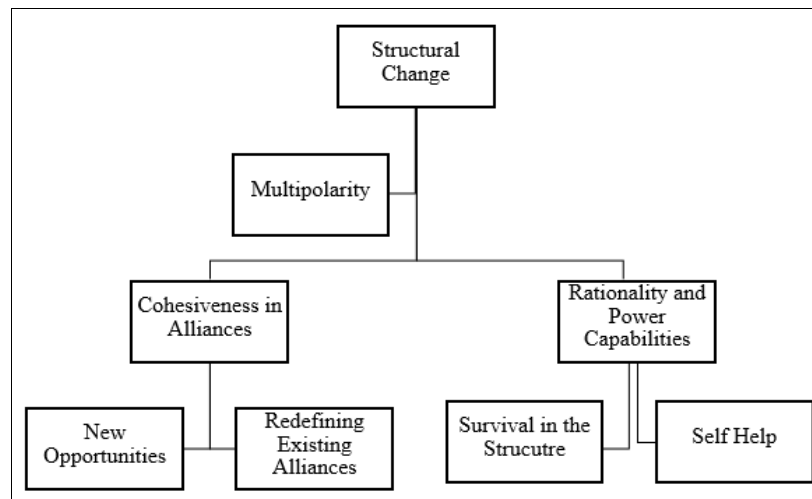 Structural
Change
Multipolarity
Cohesiveness in
Alliances
Rationality and
Power
Capabilities
New
Opportunities
Redefining
Existing
Alliances
Survival in the
Strucutre
Self Help